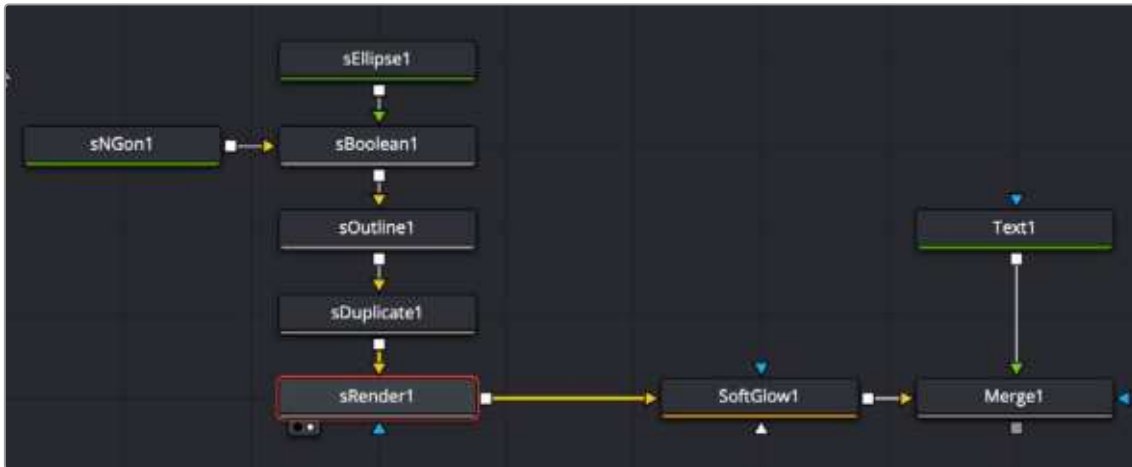 sEllipse1
sNGon1
sBoolean1
sOutline1
Text1
sDuplicate1
sRender1
SoftGlow1
Merge1